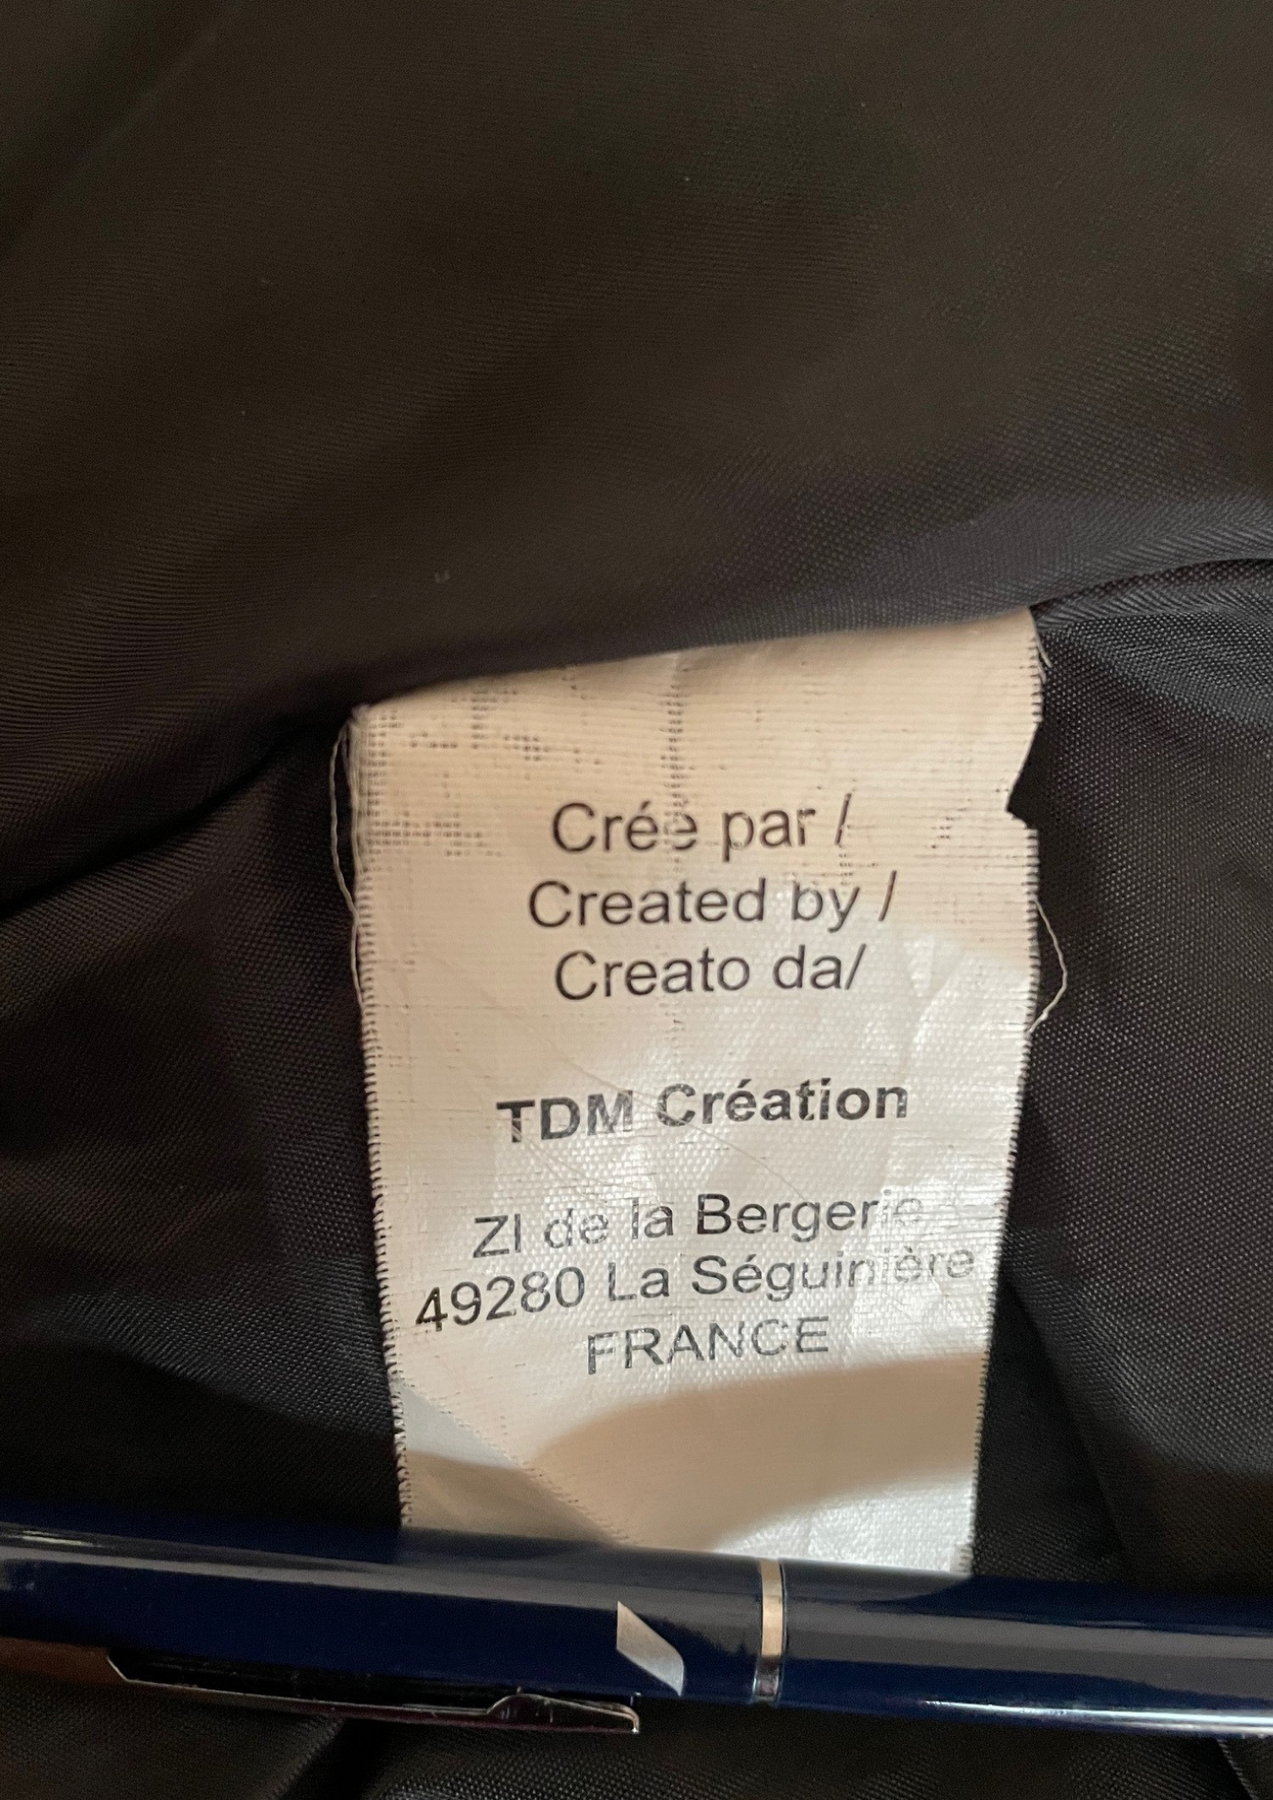 Crée par /
Created by /
Creato da/
TDM Création
ZI de la Bergerie
49280 La Séguinière
FRANCE